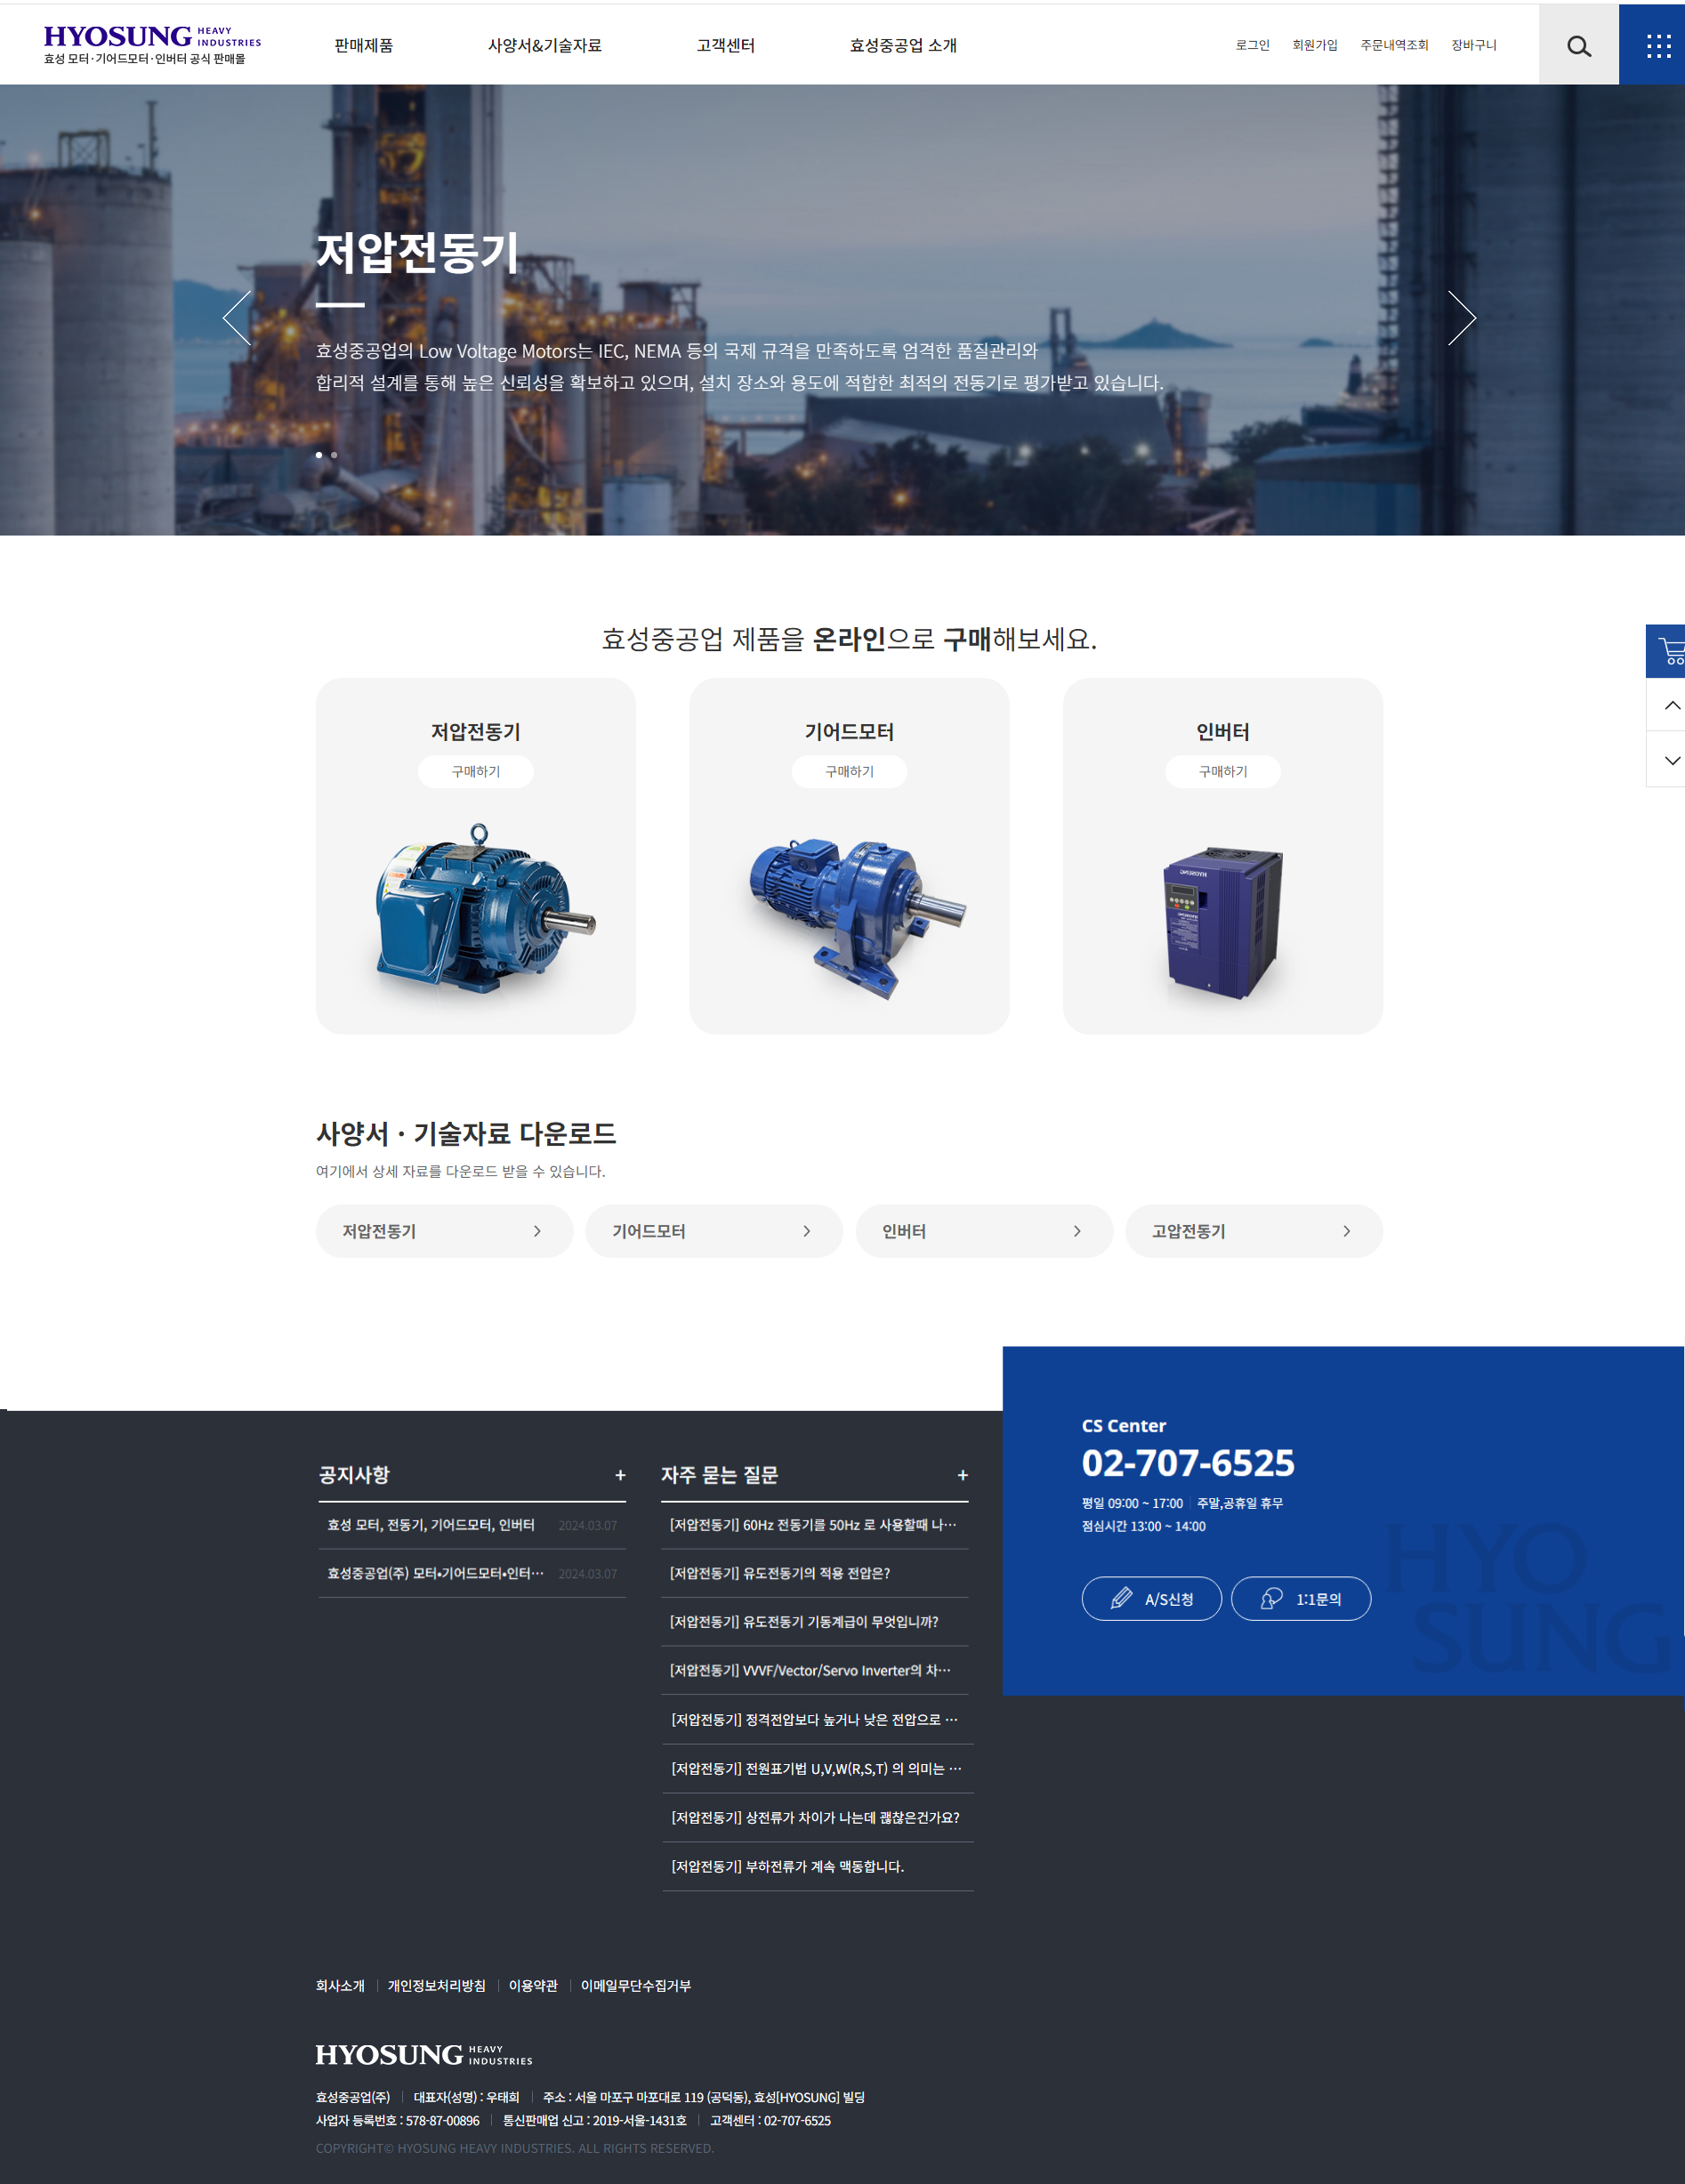 HYOSUNG HEAVY INDUSTRIES
효성 모터·기어드모터·인버터 공식 판매몰
판매제품
사양서&기술자료
고객센터
효성중공업 소개
로그인
회원가입
주문내역조회
장바구니
저압전동기
효성중공업의 Low Voltage Motors는 IEC, NEMA 등의 국제 규격을 만족하도록 엄격한 품질관리와
합리적 설계를 통해 높은 신뢰성을 확보하고 있으며, 설치 장소와 용도에 적합한 최적의 전동기로 평가받고 있습니다.
효성중공업 제품을 온라인으로 구매해보세요.
저압전동기
구매하기
기어드모터
구매하기
인버터
구매하기
사양서 · 기술자료 다운로드
여기에서 상세 자료를 다운로드 받을 수 있습니다.
저압전동기
기어드모터
인버터
고압전동기
공지사항 +
효성 모터, 전동기, 기어드모터, 인버터 2024.03.07
효성중공업(주) 모터•기어드모터•인터… 2024.03.07
자주 묻는 질문 +
[저압전동기] 60Hz 전동기를 50Hz 로 사용할때 나…
[저압전동기] 유도전동기의 적용 전압은?
[저압전동기] 유도전동기 기동계급이 무엇입니까?
[저압전동기] VVVF/Vector/Servo Inverter의 차…
[저압전동기] 정격전압보다 높거나 낮은 전압으로 …
[저압전동기] 전원표기법 U,V,W(R,S,T) 의 의미는 …
[저압전동기] 상전류가 차이가 나는데 괜찮은건가요?
[저압전동기] 부하전류가 계속 맥동합니다.
CS Center
02-707-6525
평일 09:00 ~ 17:00 주말,공휴일 휴무
점심시간 13:00 ~ 14:00
A/S신청
1:1문의
HYO
SUNG
회사소개
개인정보처리방침
이용약관
이메일무단수집거부
HYOSUNG HEAVY INDUSTRIES
효성중공업(주) 대표자(성명) : 우태희 주소 : 서울 마포구 마포대로 119 (공덕동), 효성[HYOSUNG] 빌딩
사업자 등록번호 : 578-87-00896 통신판매업 신고 : 2019-서울-1431호 고객센터 : 02-707-6525
COPYRIGHT© HYOSUNG HEAVY INDUSTRIES. ALL RIGHTS RESERVED.